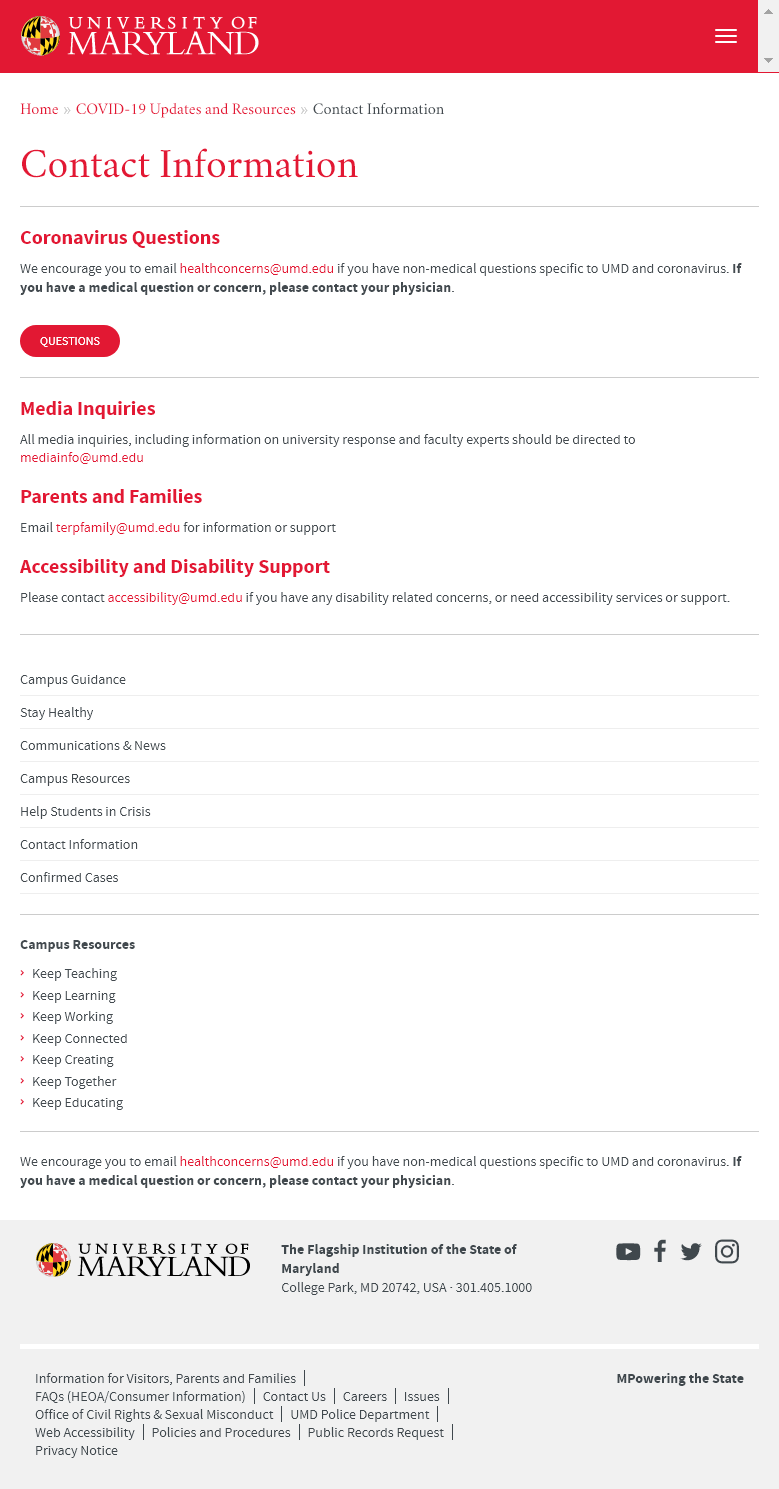 UNIVERSITY OF
MARYLAND
Home » COVID-19 Updates and Resources » Contact Information
Contact Information
Coronavirus Questions
We encourage you to email healthconcerns@umd.edu if you have non-medical questions specific to UMD and coronavirus. If
you have a medical question or concern, please contact your physician.
QUESTIONS
Media Inquiries
All media inquiries, including information on university response and faculty experts should be directed to
mediainfo@umd.edu
Parents and Families
Email terpfamily@umd.edu for information or support
Accessibility and Disability Support
Please contact accessibility@umd.edu if you have any disability related concerns, or need accessibility services or support.
Campus Guidance
Stay Healthy
Communications & News
Campus Resources
Help Students in Crisis
Contact Information
Confirmed Cases
Campus Resources
Keep Teaching
Keep Learning
Keep Working
Keep Connected
Keep Creating
Keep Together
Keep Educating
We encourage you to email healthconcerns@umd.edu if you have non-medical questions specific to UMD and coronavirus. If
you have a medical question or concern, please contact your physician.
UNIVERSITY OF
MARYLAND
The Flagship Institution of the State of
Maryland
College Park, MD 20742, USA · 301.405.1000
Information for Visitors, Parents and Families |
FAQs (HEOA/Consumer Information) | Contact Us | Careers | Issues |
Office of Civil Rights & Sexual Misconduct | UMD Police Department |
Web Accessibility | Policies and Procedures | Public Records Request |
Privacy Notice
MPowering the State